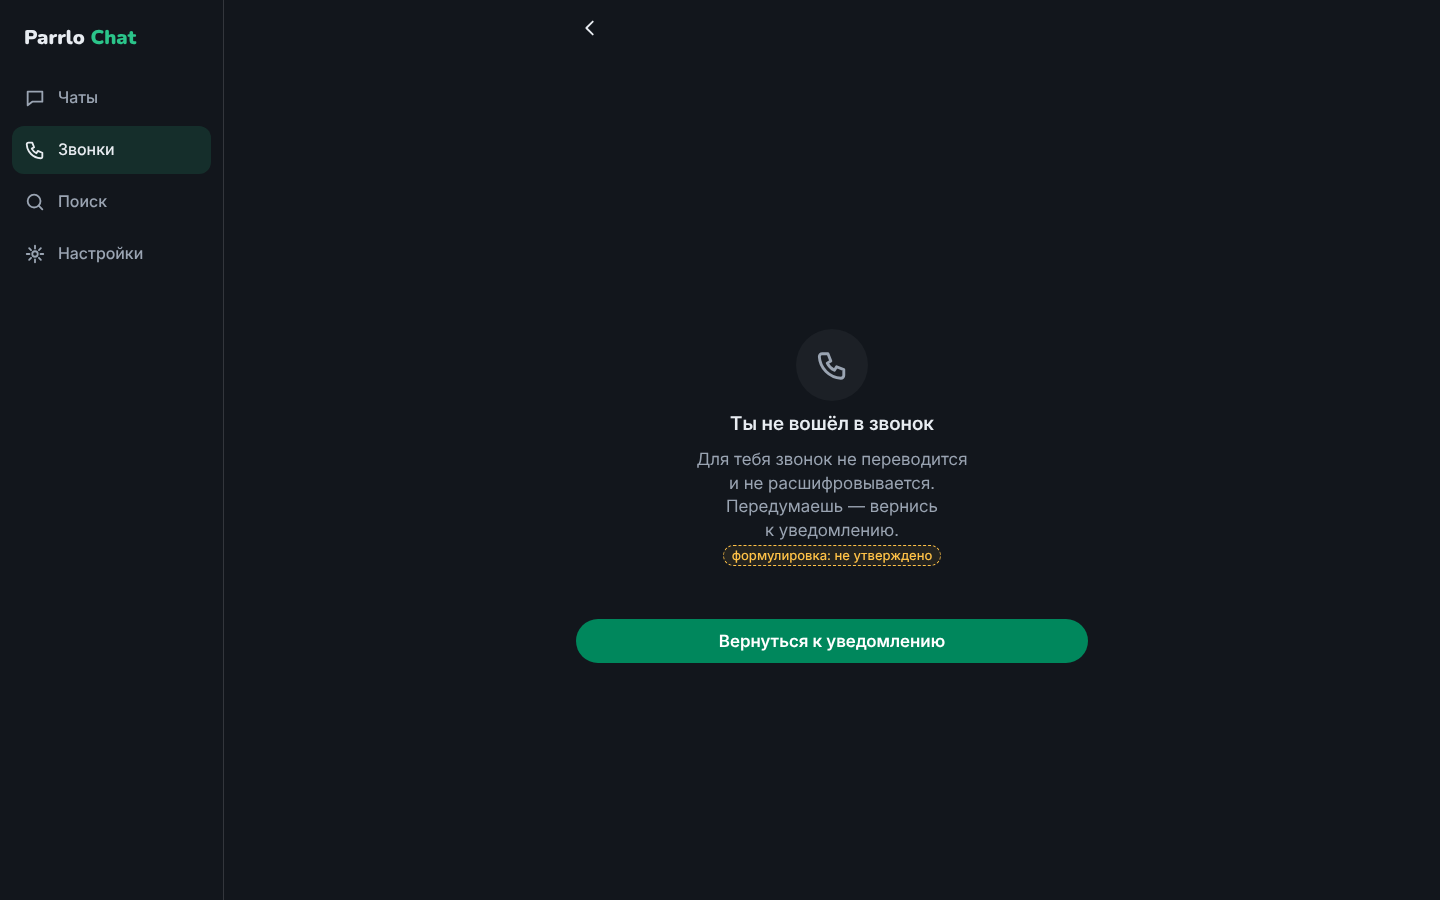 Parrlo Chat
Чаты
Звонки
Поиск
Настройки
Ты не вошёл в звонок
Для тебя звонок не переводится
и не расшифровывается.
Передумаешь — вернись
к уведомлению.
формулировка: не утверждено
Вернуться к уведомлению